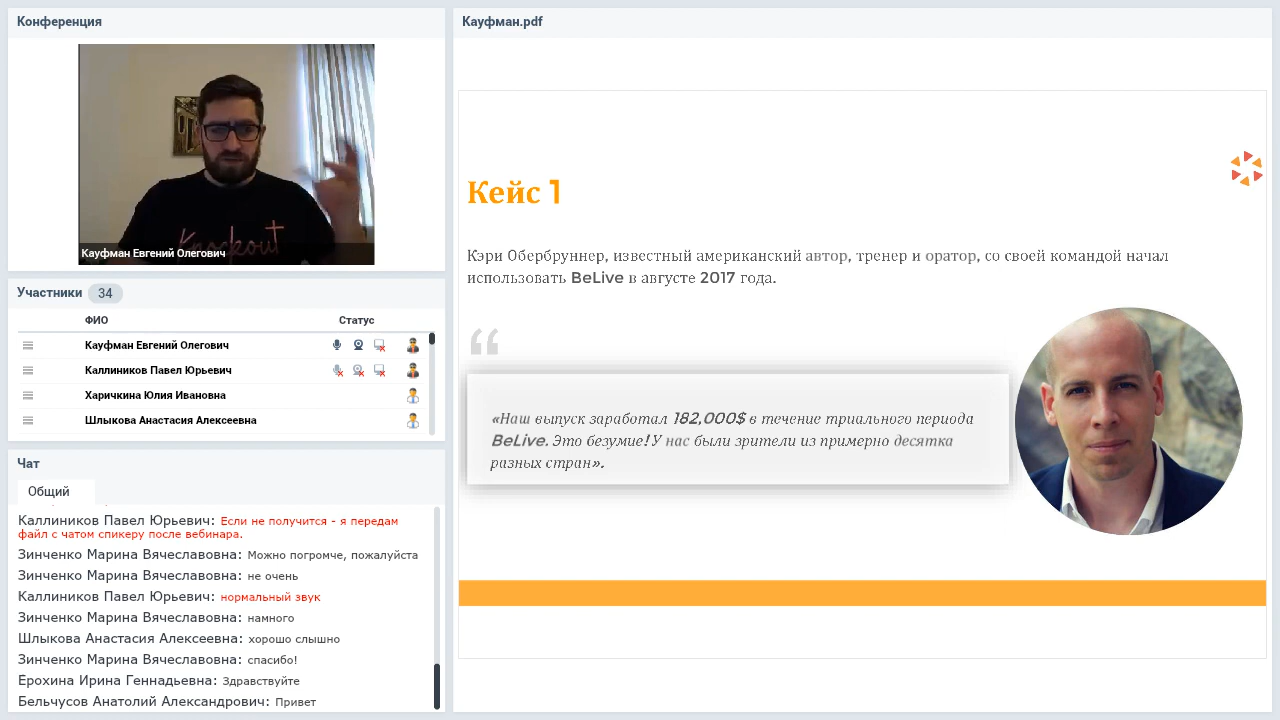 Конференция
Knockout
Кауфман Евгений Олегович
Участники 34
ФИО Статус
Кауфман Евгений Олегович
Каллиников Павел Юрьевич
Харичкина Юлия Ивановна
Шлыкова Анастасия Алексеевна
Чат
Общий
Каллиников Павел Юрьевич: Если не получится - я передам
файл с чатом спикеру после вебинара.
Зинченко Марина Вячеславовна: Можно погромче, пожалуйста
Зинченко Марина Вячеславовна: не очень
Каллиников Павел Юрьевич: нормальный звук
Зинченко Марина Вячеславовна: намного
Шлыкова Анастасия Алексеевна: хорошо слышно
Зинченко Марина Вячеславовна: спасибо!
Ерохина Ирина Геннадьевна: Здравствуйте
Бельчусов Анатолий Александрович: Привет
Кауфман.pdf
Кейс 1
Кэри Обербруннер, известный американский автор, тренер и оратор, со своей командой начал
использовать BeLive в августе 2017 года.
“
«Наш выпуск заработал 182,000$ в течение триального периода
BeLive. Это безумие! У нас были зрители из примерно десятка
разных стран».